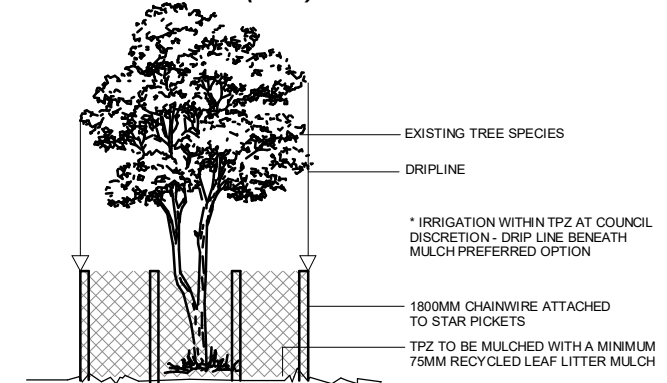 EXISTING TREE SPECIES
DRIPLINE
* IRRIGATION WITHIN TPZ AT COUNCIL
DISCRETION - DRIP LINE BENEATH
MULCH PREFERRED OPTION
1800MM CHAINWIRE ATTACHED
TO STAR PICKETS
TPZ TO BE MULCHED WITH A MINIMUM
75MM RECYCLED LEAF LITTER MULCH